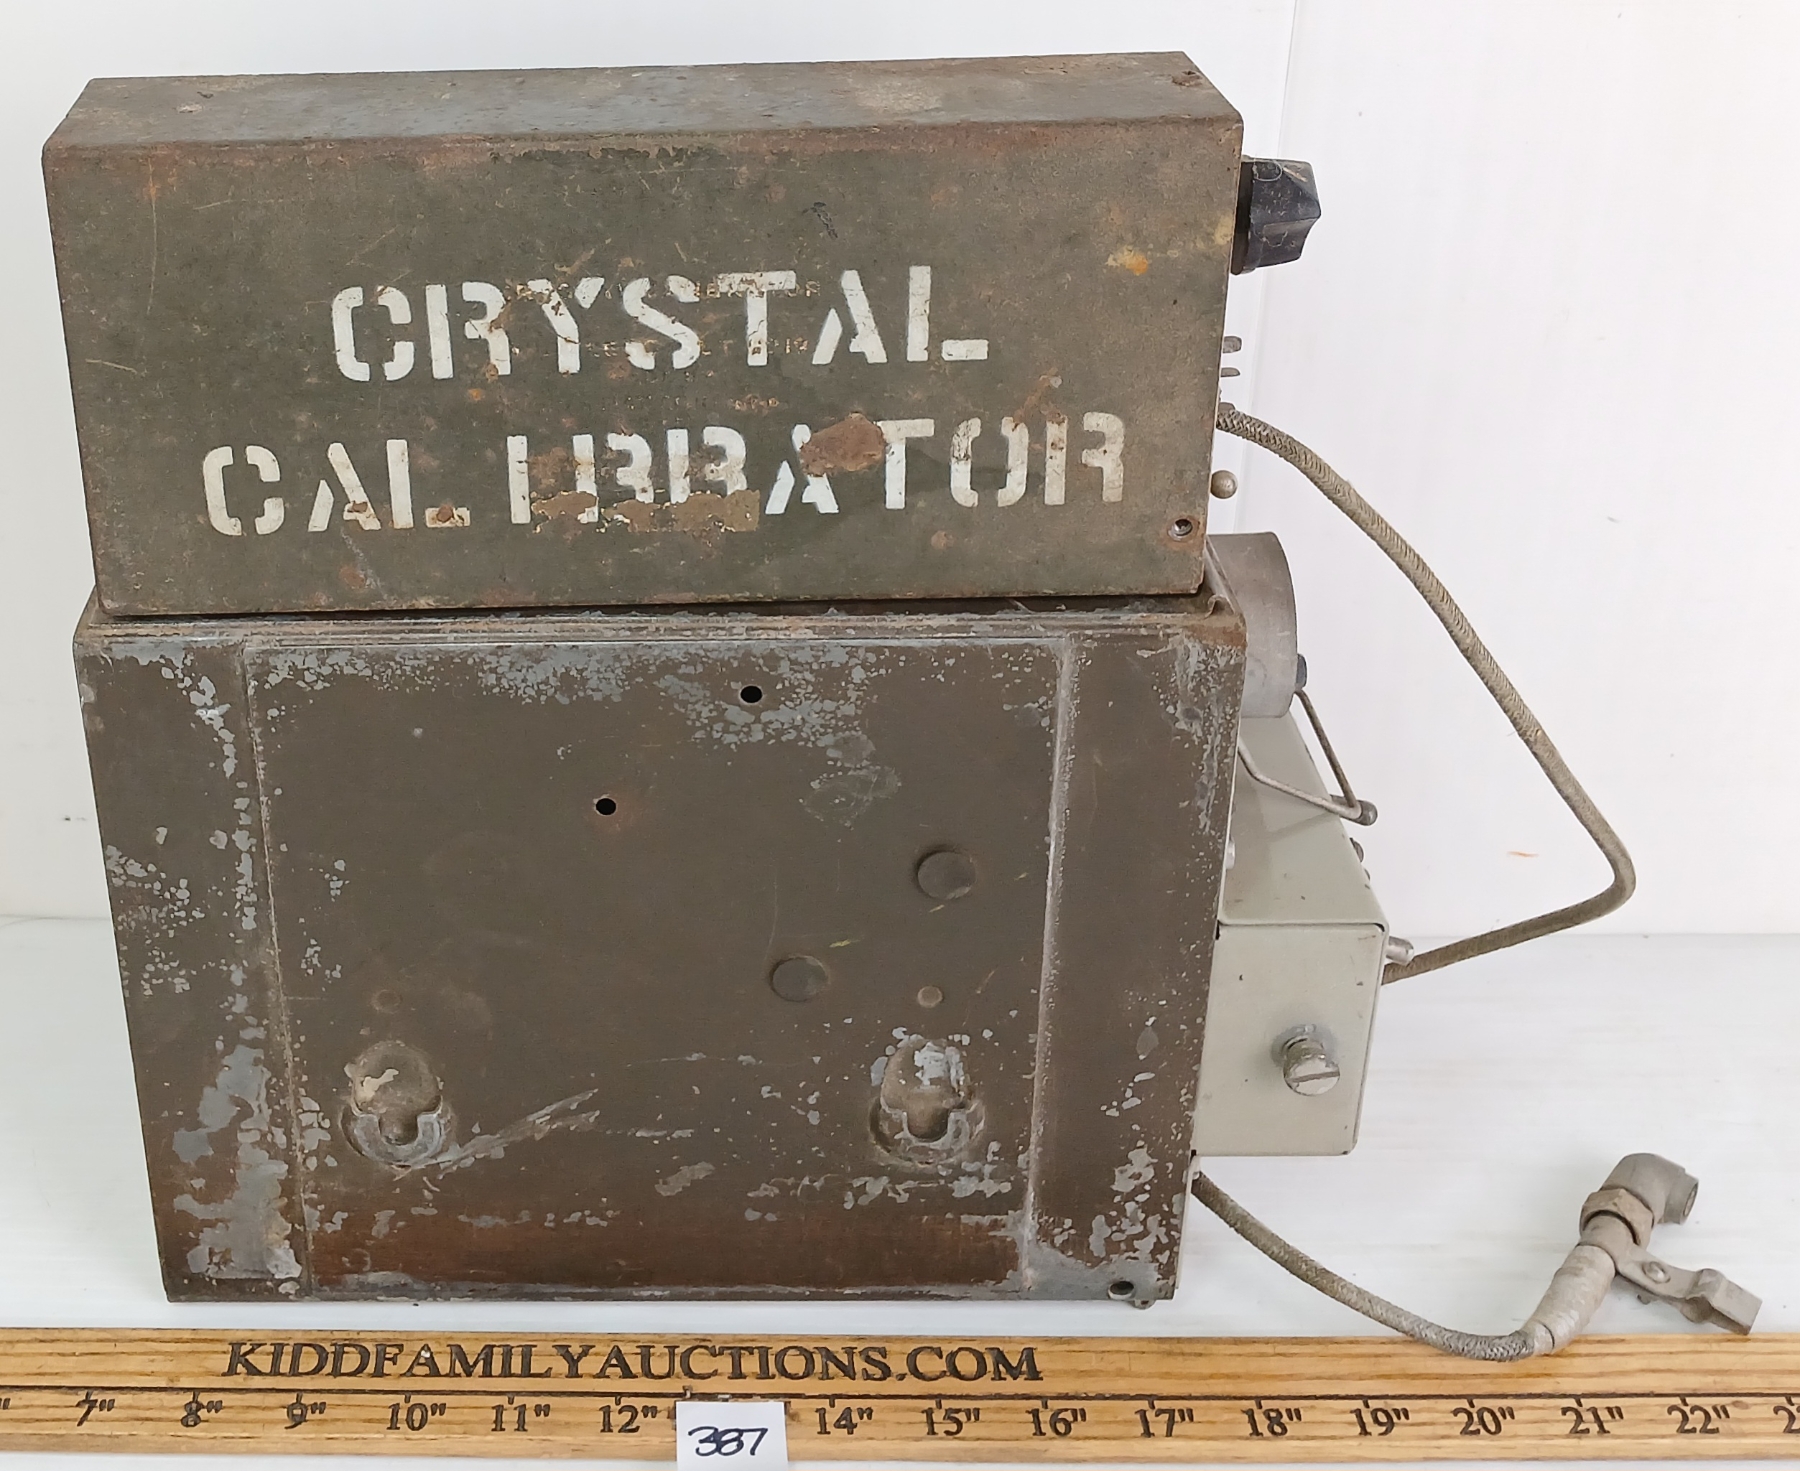 CRYSTAL
CALIBRATOR
KIDDFAMILYAUCTIONS.COM
7" 8" 9" 10" 11" 12" 14" 15" 16" 17" 18" 19" 20" 21" 22"
387